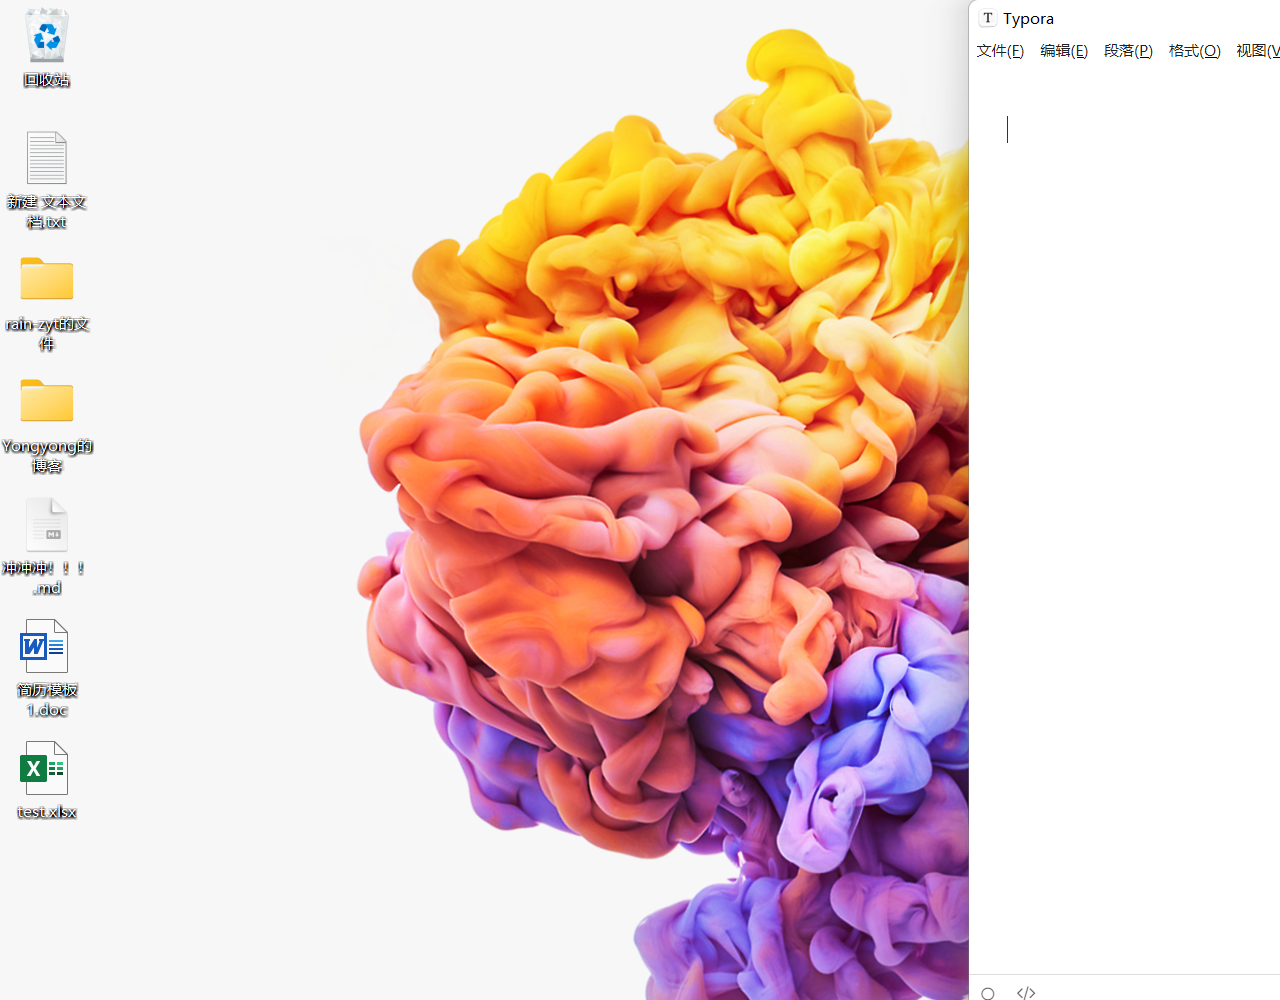 回收站
新建 文本文
档.txt
rain-zyt的文
件
Yongyong的
博客
冲冲冲！！！
.md
简历模板
1.doc
test.xlsx
T Typora
文件(F) 编辑(E) 段落(P) 格式(O) 视图(V